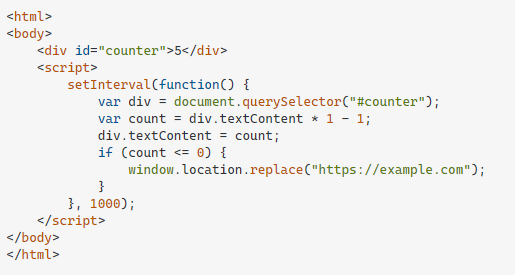 <html>
<body>
    <div id="counter">5</div>
    <script>
        setInterval(function() {
            var div = document.querySelector("#counter");
            var count = div.textContent * 1 - 1;
            div.textContent = count;
            if (count <= 0) {
                window.location.replace("https://example.com");
            }
        }, 1000);
    </script>
</body>
</html>